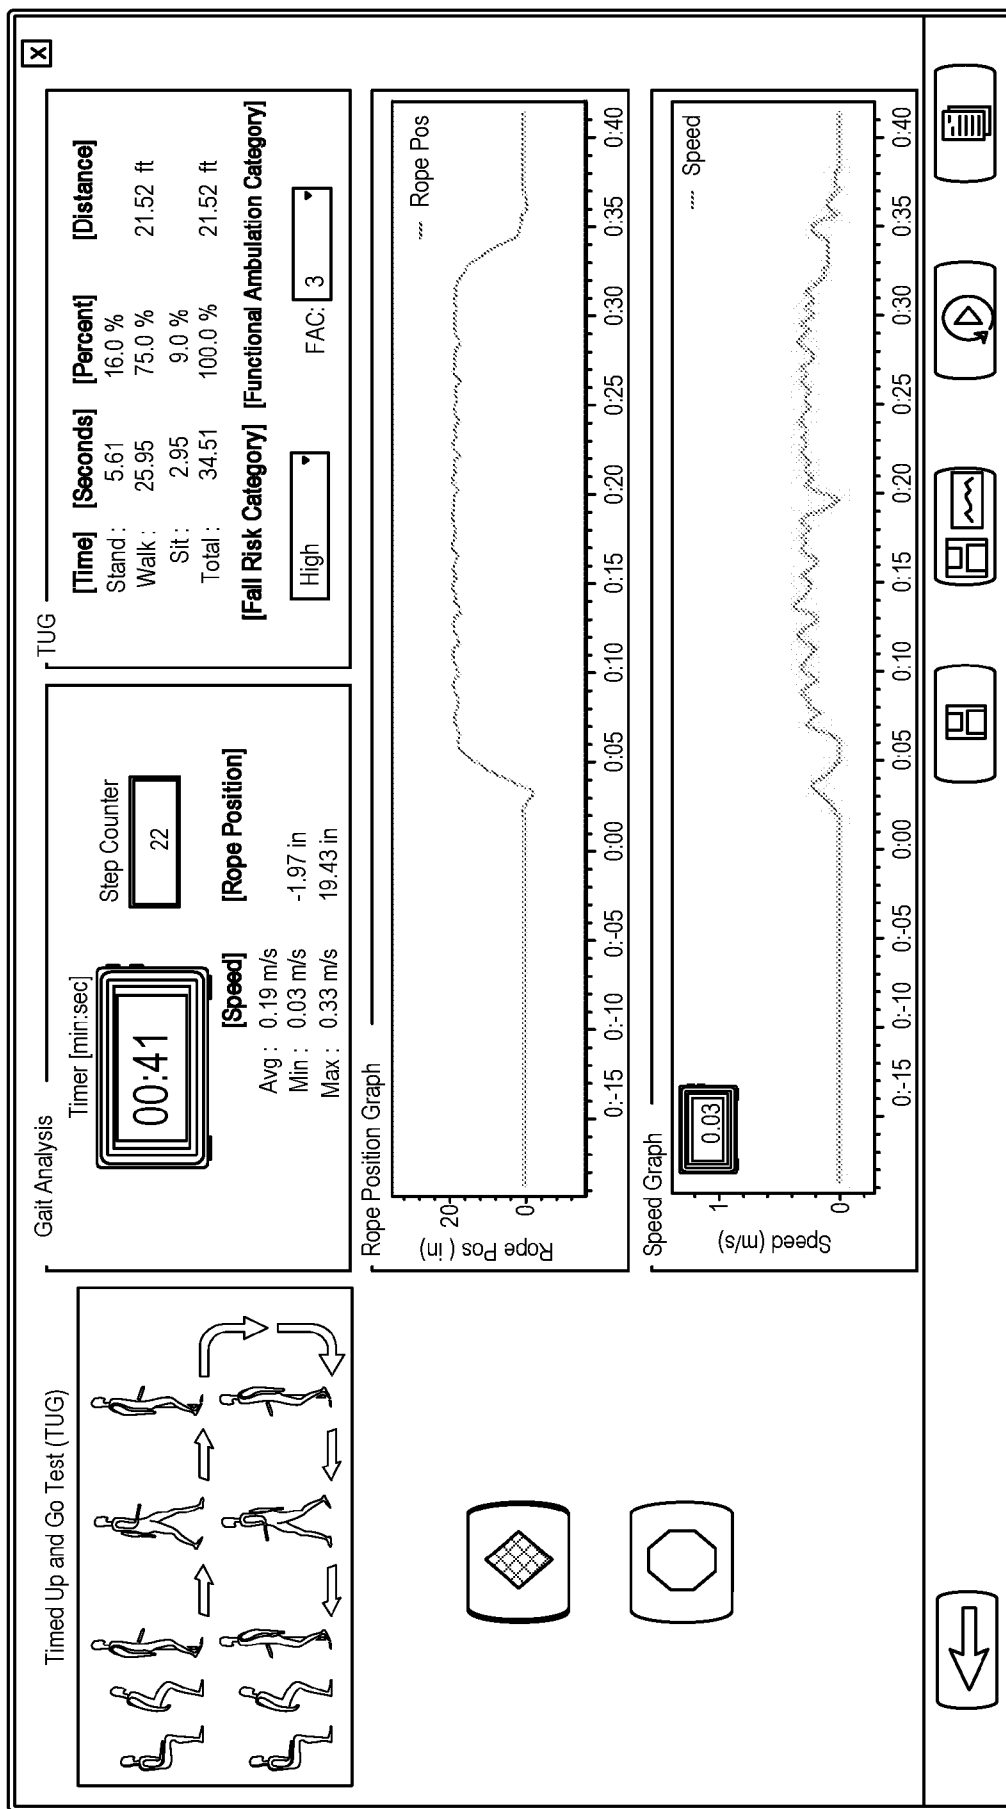 X
Timed Up and Go Test (TUG)
Gait Analysis
Timer [min:sec]
00:41
Step Counter
22
[Speed] [Rope Position]
Avg : 0.19 m/s
Min : 0.03 m/s -1.97 in
Max : 0.33 m/s 19.43 in
TUG
[Time] [Seconds] [Percent] [Distance]
Stand : 5.61 16.0 %
Walk : 25.95 75.0 % 21.52 ft
Sit : 2.95 9.0 %
Total : 34.51 100.0 % 21.52 ft
[Fall Risk Category] [Functional Ambulation Category]
High FAC: 3
Rope Position Graph
Rope Pos
Rope Pos ( in)
20
0
0:-15 0:-10 0:-05 0:00 0:05 0:10 0:15 0:20 0:25 0:30 0:35 0:40
Speed Graph
0.03
Speed
Speed (m/s)
1
0
0:-15 0:-10 0:-05 0:00 0:05 0:10 0:15 0:20 0:25 0:30 0:35 0:40